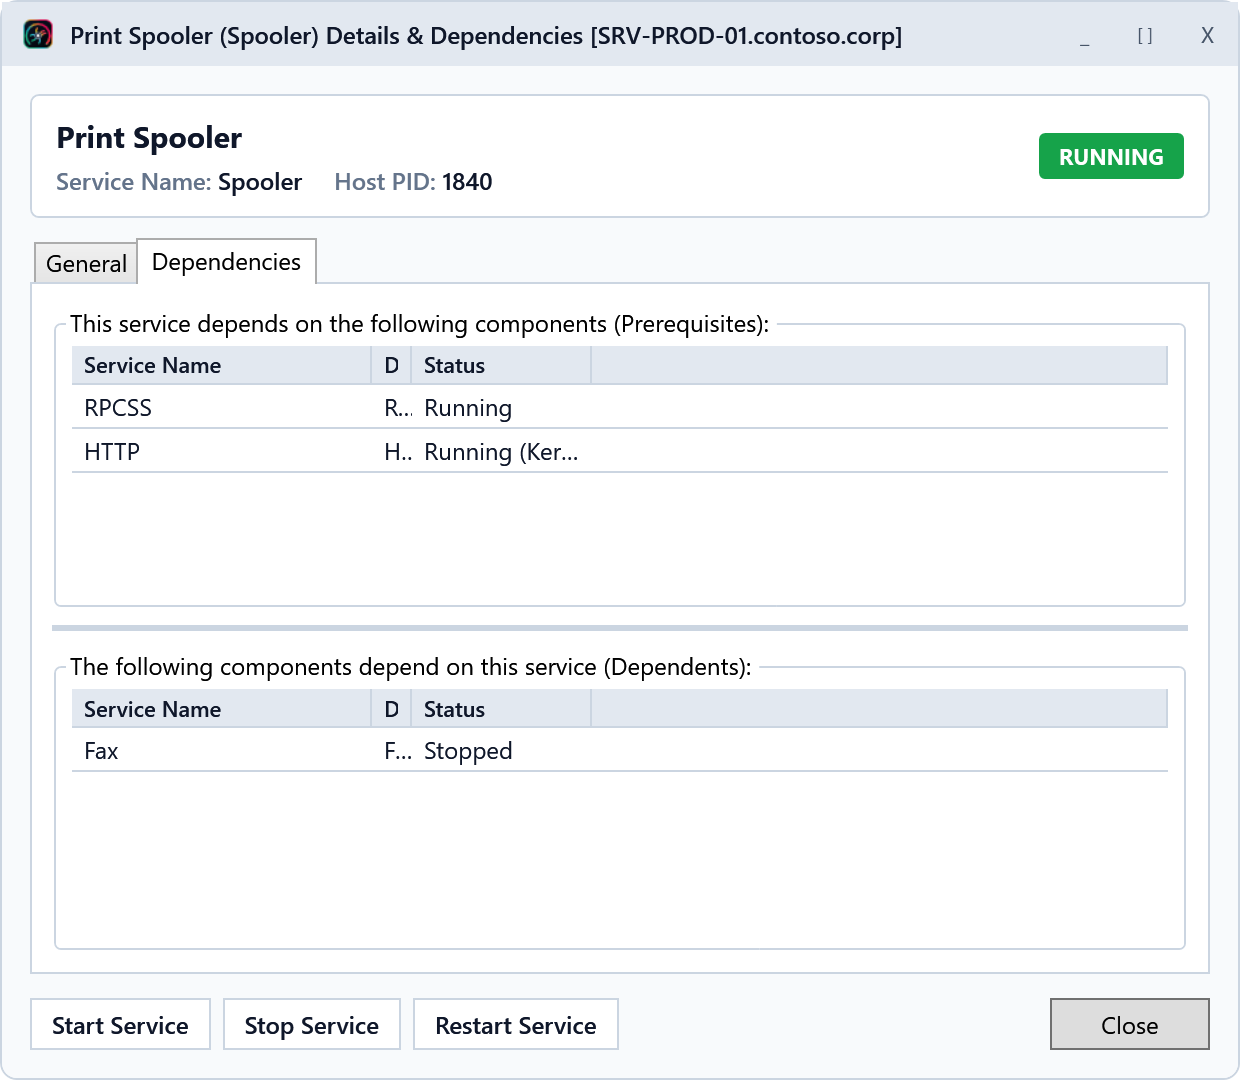 Print Spooler (Spooler) Details & Dependencies [SRV-PROD-01.contoso.corp]
_ [] X
Print Spooler
Service Name: Spooler Host PID: 1840
RUNNING
General Dependencies
This service depends on the following components (Prerequisites):
Service Name D Status
RPCSS R... Running
HTTP H... Running (Ker...
The following components depend on this service (Dependents):
Service Name D Status
Fax F... Stopped
Start Service Stop Service Restart Service Close